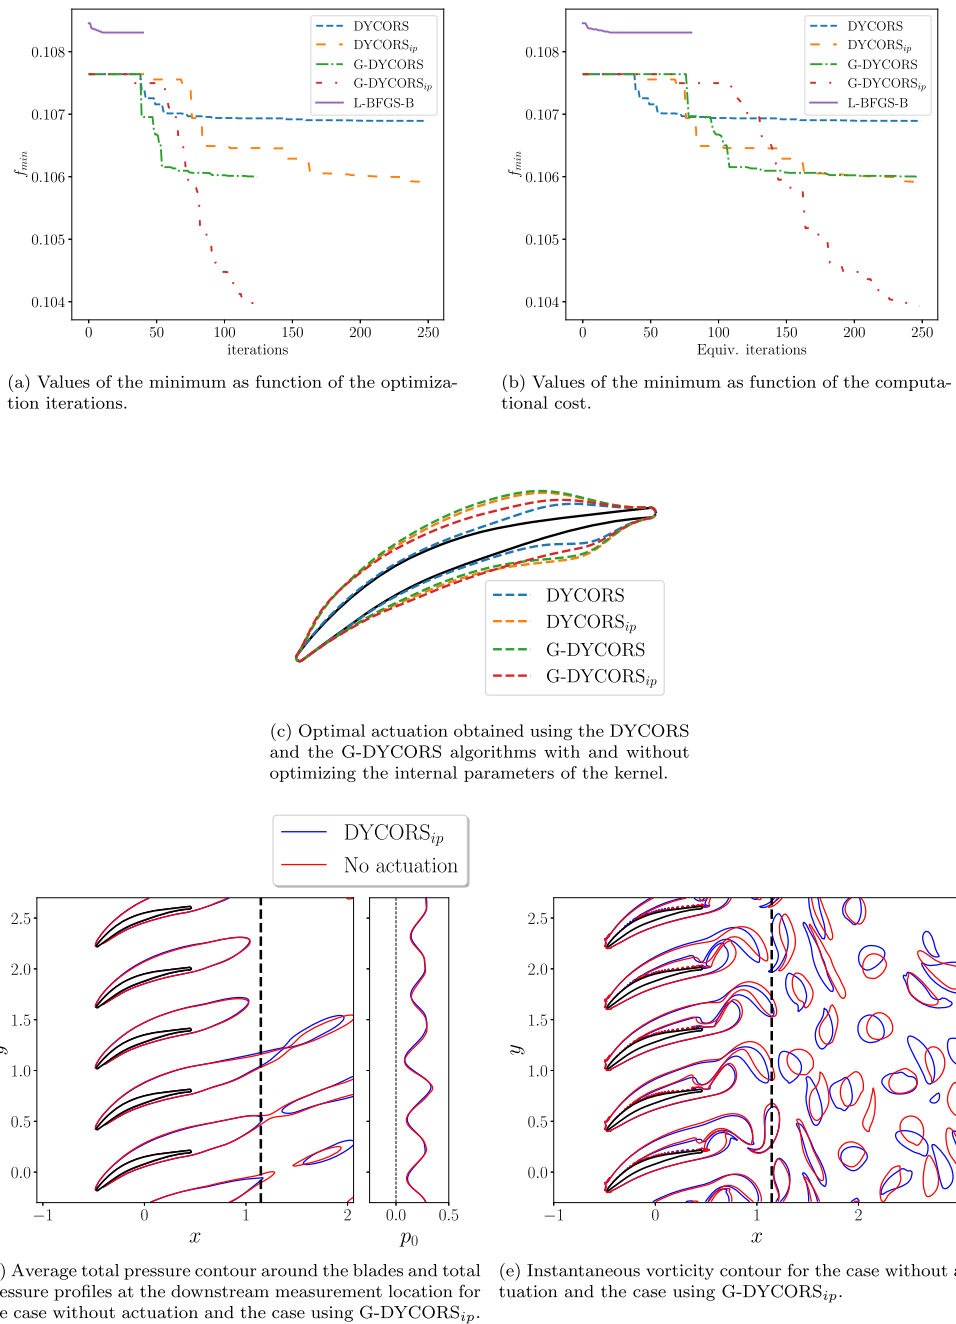 DYCORS
DYCORS_ip
G-DYCORS
G-DYCORS_ip
L-BFGS-B
0.108
0.107
0.106
0.105
0.104
f_min
0 50 100 150 200 250
iterations
DYCORS
DYCORS_ip
G-DYCORS
G-DYCORS_ip
L-BFGS-B
0.108
0.107
0.106
0.105
0.104
f_min
0 50 100 150 200 250
Equiv. iterations
(a) Values of the minimum as function of the optimiza-
tion iterations.
(b) Values of the minimum as function of the computa-
tional cost.
DYCORS
DYCORS_ip
G-DYCORS
G-DYCORS_ip
(c) Optimal actuation obtained using the DYCORS
and the G-DYCORS algorithms with and without
optimizing the internal parameters of the kernel.
DYCORS_ip
No actuation
2.5
2.0
1.5
1.0
0.5
0.0
y
−1 0 1 2
x
0.0 0.5
p_0
2.5
2.0
1.5
1.0
0.5
0.0
y
−1 0 1 2
x
) Average total pressure contour around the blades and total
essure profiles at the downstream measurement location for
e case without actuation and the case using G-DYCORS_ip.
(e) Instantaneous vorticity contour for the case without a
tuation and the case using G-DYCORS_ip.